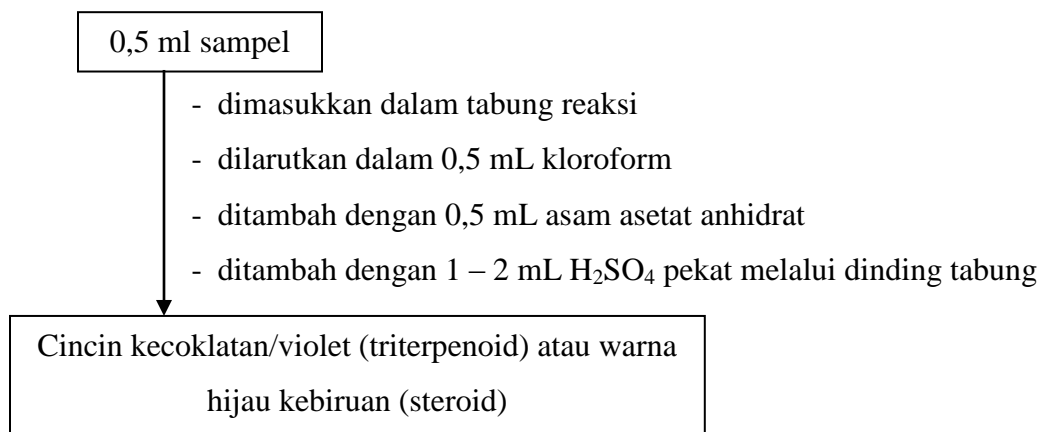 0,5 ml sampel
- dimasukkan dalam tabung reaksi
- dilarutkan dalam 0,5 mL kloroform
- ditambah dengan 0,5 mL asam asetat anhidrat
- ditambah dengan 1 – 2 mL H₂SO₄ pekat melalui dinding tabung
Cincin kecoklatan/violet (triterpenoid) atau warna
hijau kebiruan (steroid)